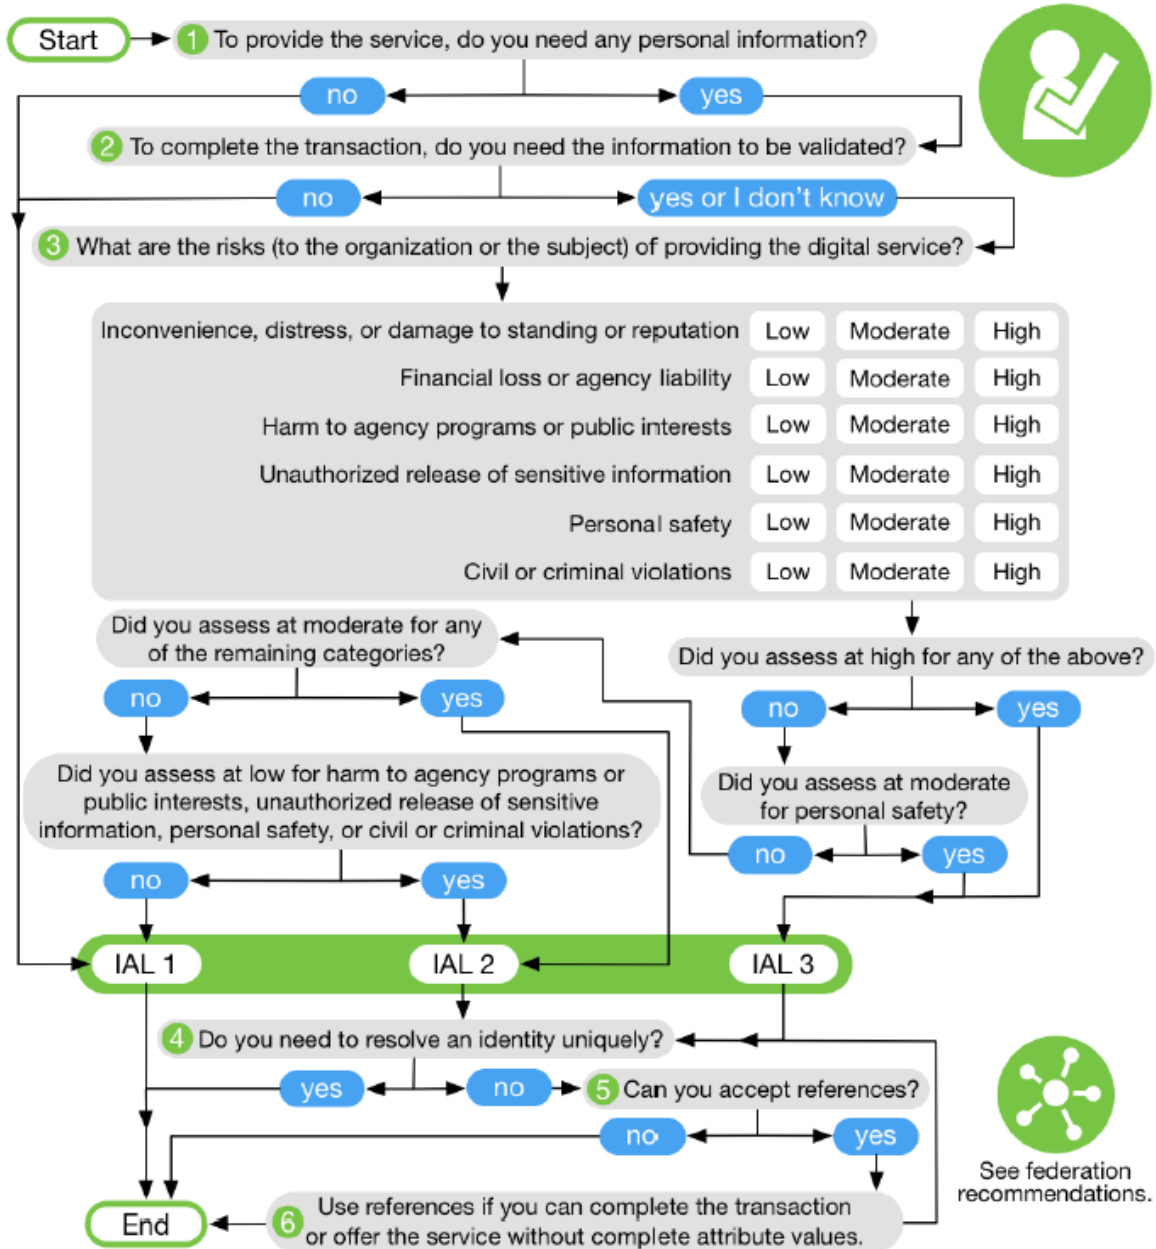 Start
1 To provide the service, do you need any personal information?
no
yes
2 To complete the transaction, do you need the information to be validated?
no
yes or I don't know
3 What are the risks (to the organization or the subject) of providing the digital service?
Inconvenience, distress, or damage to standing or reputation Low Moderate High
Financial loss or agency liability Low Moderate High
Harm to agency programs or public interests Low Moderate High
Unauthorized release of sensitive information Low Moderate High
Personal safety Low Moderate High
Civil or criminal violations Low Moderate High
Did you assess at high for any of the above?
no
yes
Did you assess at moderate
for personal safety?
no
yes
Did you assess at moderate for any
of the remaining categories?
no
yes
Did you assess at low for harm to agency programs or
public interests, unauthorized release of sensitive
information, personal safety, or civil or criminal violations?
no
yes
IAL 1
IAL 2
IAL 3
4 Do you need to resolve an identity uniquely?
yes
no
5 Can you accept references?
no
yes
6 Use references if you can complete the transaction
or offer the service without complete attribute values.
End
See federation
recommendations.